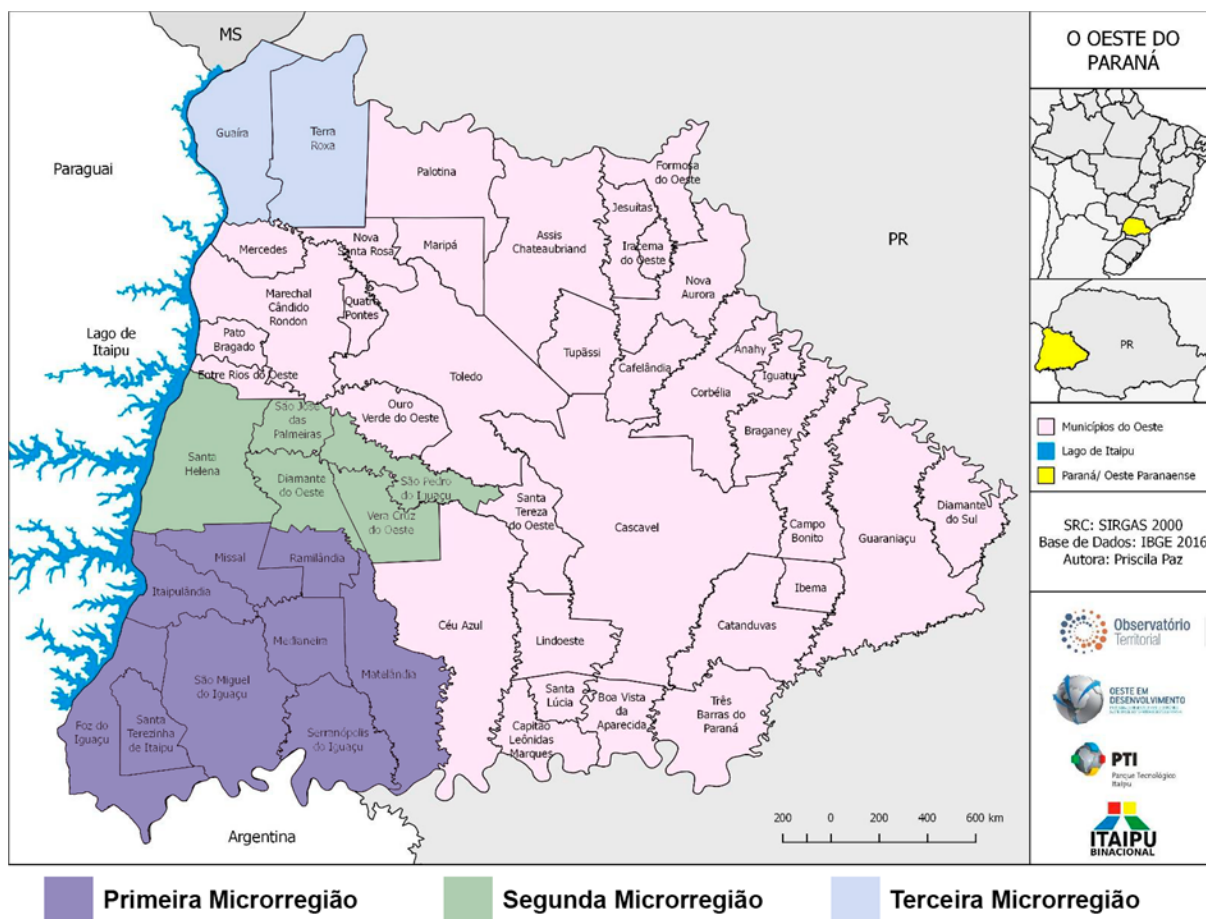 MS
Paraguai
Lago de
Itaipu
Argentina
PR
Guaíra
Terra
Roxa
Palotina
Assis
Chateaubriand
Formosa
do Oeste
Jesuítas
Iracema
do Oeste
Nova
Aurora
Mercedes
Nova
Santa Rosa
Maripá
Marechal
Cândido
Rondon
Quatro
Pontes
Pato
Bragado
Entre Rios do Oeste
Toledo
Tupãssi
Cafelândia
Anahy
Iguatu
Corbélia
Braganey
Ouro
Verde do Oeste
São José
das
Palmeiras
Santa
Helena
Diamante
do Oeste
São Pedro
do Iguaçu
Vera Cruz
do Oeste
Santa
Tereza
do Oeste
Cascavel
Campo
Bonito
Guaraniaçu
Diamante
do Sul
Ibema
Missal
Ramilândia
Itaipulândia
Céu Azul
Lindoeste
Catanduvas
Medianeira
São Miguel
do Iguaçu
Matelândia
Santa
Lúcia
Boa Vista
da
Aparecida
Três
Barras do
Paraná
Capitão
Leônidas
Marques
Foz do
Iguaçu
Santa
Terezinha
de Itaipu
Serranópolis
do Iguaçu
200 0 200 400 600 km
O OESTE DO
PARANÁ
PR
Municípios do Oeste
Lago de Itaipu
Paraná/ Oeste Paranaense
SRC: SIRGAS 2000
Base de Dados: IBGE 2016
Autora: Priscila Paz
Observatório
Territorial
OESTE EM
DESENVOLVIMENTO
PTI
Parque Tecnológico
Itaipu
ITAIPU
BINACIONAL
Primeira Microrregião
Segunda Microrregião
Terceira Microrregião